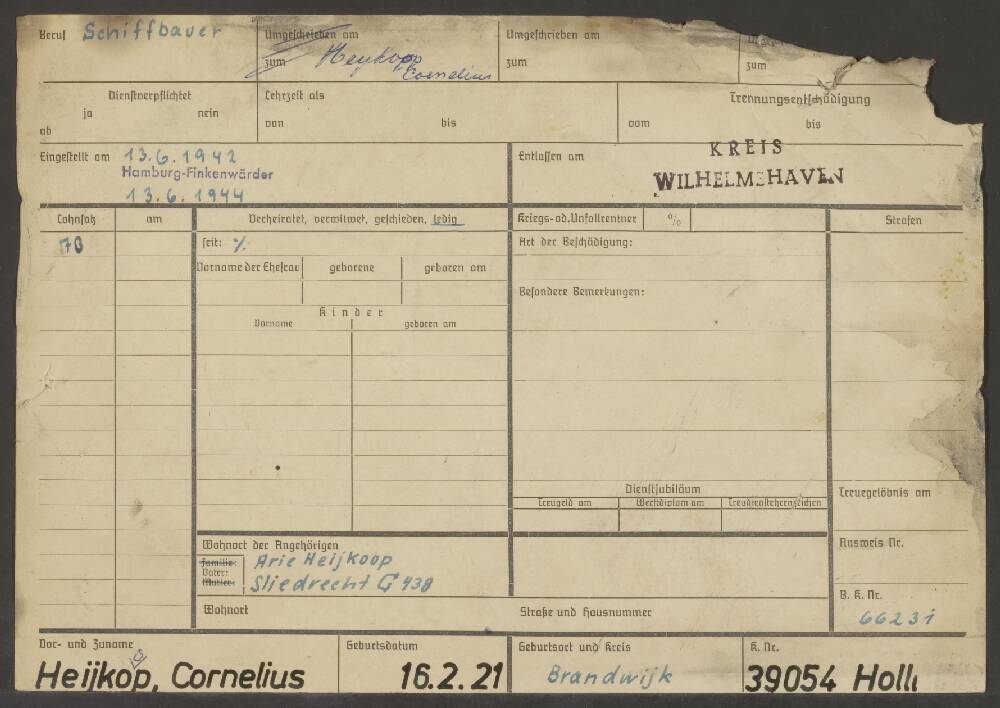 Beruf Schiffbauer
Umgeschrieben am
zum Heykoop
Cornelius
Umgeschrieben am
zum
zum
Dienstverpflichtet
ja nein
ab
Lehrzeit als
von bis
Trennungsentschädigung
vom bis
Eingestellt am 13.6.1942
Hamburg-Finkenwärder
13.6.1944
Entlassen am
KREIS
WILHELMSHAVEN
Lohnsatz am
70
Verheiratet, verwitwet, geschieden, ledig
seit: %
Vorname der Ehefrau geborene geboren am
Kinder
Vorname geboren am
Kriegs-od.Unfallrentner %
Art der Beschädigung:
Besondere Bemerkungen:
Strafen
Dienstjubiläum
Treugeld am Werkdiplom am Treudienstehrenzeichen
Treuegelöbnis am
Ausweis Nr.
B. K. Nr.
66231
Wohnort der Angehörigen
Familie:
Vater:
Mutter:
Arie Heijkoop
Sliedrecht G 438
Wohnort
Straße und Hausnummer
Vor- und Zuname
Heijkop, Cornelius
o
Geburtsdatum
16.2.21
Geburtsort und Kreis
Brandwijk
K. Nr.
39054 Holl